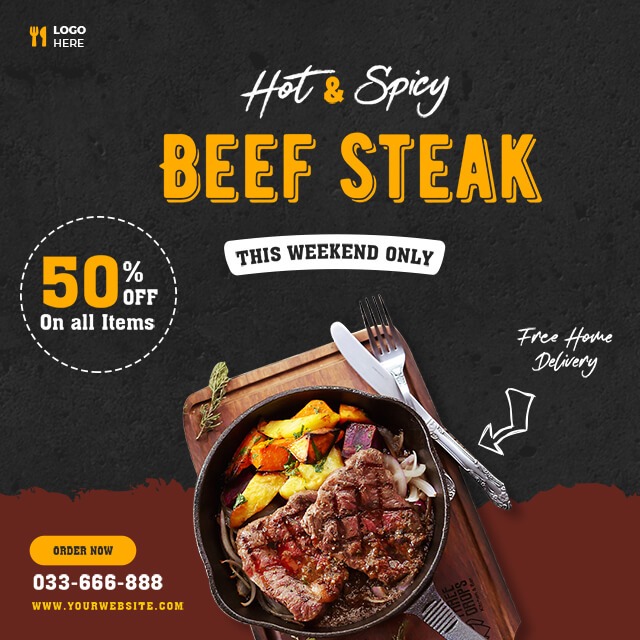 LOGO
HERE
Hot & Spicy
BEEF STEAK
THIS WEEKEND ONLY
50% OFF
On all Items
Free Home
Delivery
ORDER NOW
033-666-888
WWW.YOURWEBSITE.COM